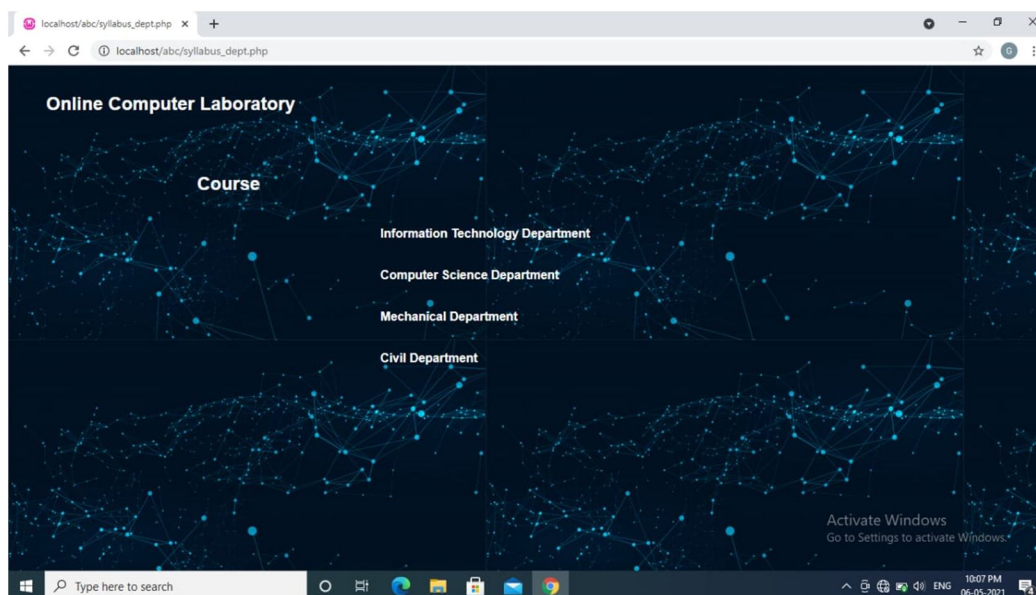 localhost/abc/syllabus_dept.php
localhost/abc/syllabus_dept.php
G
Online Computer Laboratory
Course
Information Technology Department
Computer Science Department
Mechanical Department
Civil Department
Activate Windows
Go to Settings to activate Windows.
Type here to search
ENG
10:07 PM
06-05-2021